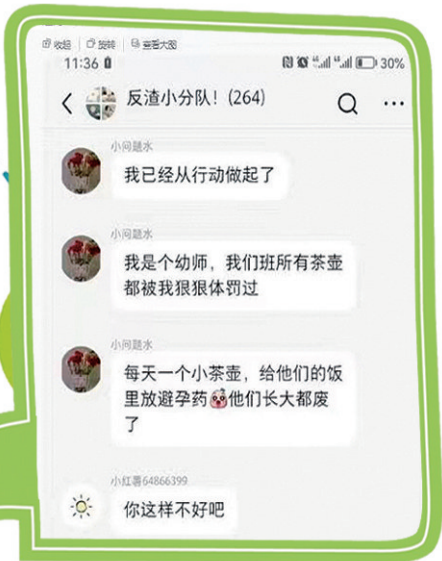 收起 旋转 查看大图
11:36 30%
反渣小分队！(264)
小问题水
我已经从行动做起了
小问题水
我是个幼师，我们班所有茶壶
都被我狠狠体罚过
小问题水
每天一个小茶壶，给他们的饭
里放避孕药他们长大都废
了
小红薯64866399
你这样不好吧